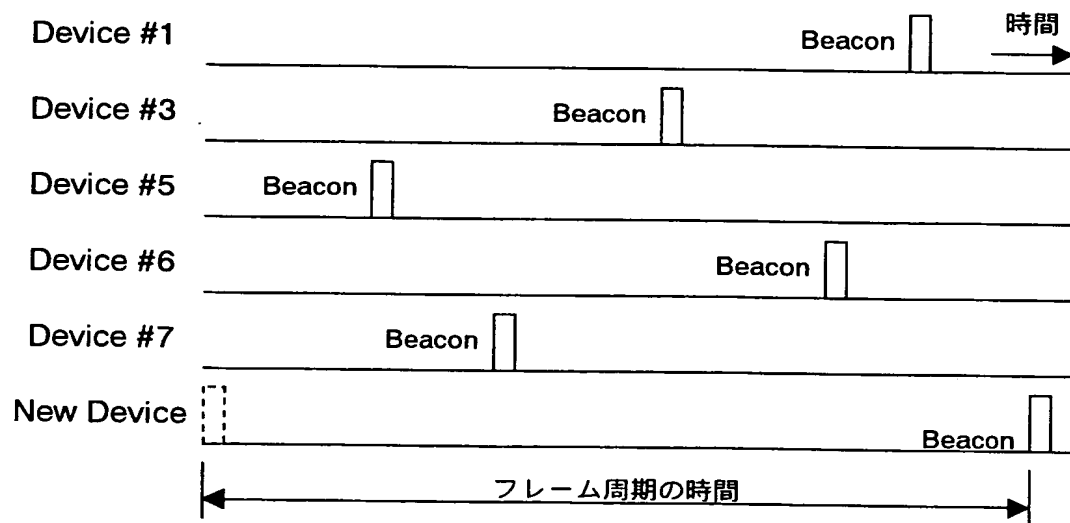 Device #1
Beacon
時間
Device #3
Beacon
Device #5
Beacon
Device #6
Beacon
Device #7
Beacon
New Device
Beacon
フレーム周期の時間